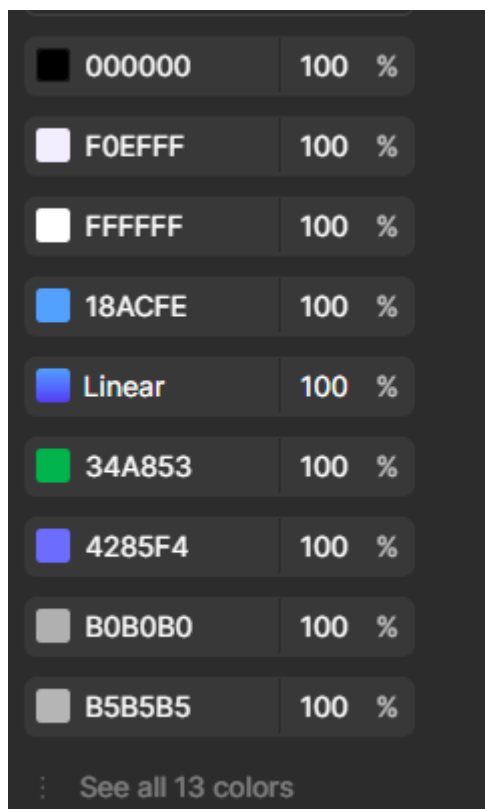 000000 100 %
F0EFFF 100 %
FFFFFF 100 %
18ACFE 100 %
Linear 100 %
34A853 100 %
4285F4 100 %
B0B0B0 100 %
B5B5B5 100 %
See all 13 colors